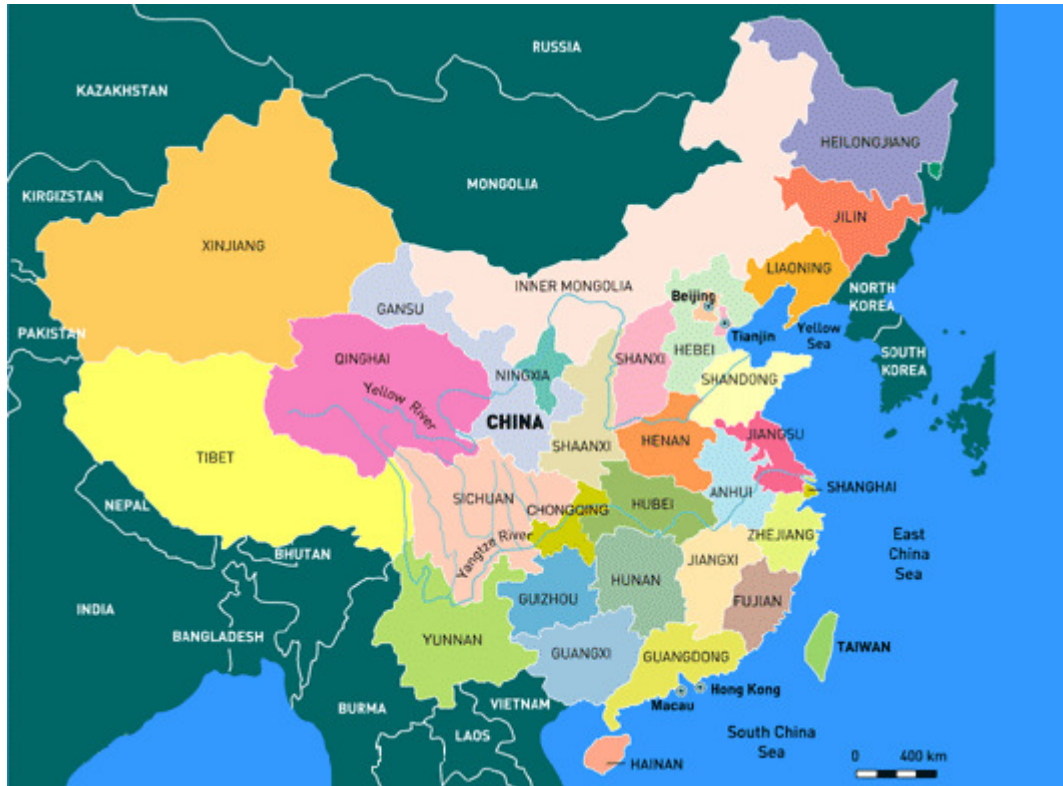 RUSSIA
KAZAKHSTAN
HEILONGJIANG
MONGOLIA
KIRGIZSTAN
JILIN
XINJIANG
LIAONING
INNER MONGOLIA
NORTH
KOREA
Beijing
GANSU
PAKISTAN
Tianjin
Yellow
Sea
SHANXI
HEBEI
QINGHAI
SOUTH
KOREA
NINGXIA
SHANDONG
Yellow River
CHINA
JIANGSU
HENAN
SHAANXI
TIBET
SHANGHAI
ANHUI
SICHUAN
NEPAL
HUBEI
CHONGQING
ZHEJIANG
East
China
Sea
Yangtza River
BHUTAN
JIANGXI
HUNAN
GUIZHOU
FUJIAN
INDIA
BANGLADESH
YUNNAN
TAIWAN
GUANGXI
GUANGDONG
Hong Kong
Macau
VIETNAM
BURMA
LAOS
South China
Sea
0 400 km
HAINAN